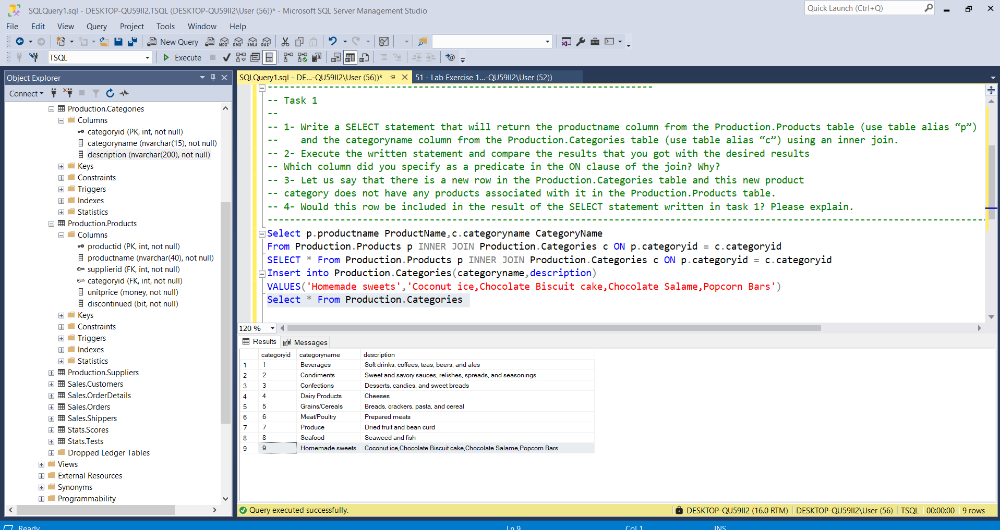 SQLQuery1.sql - DESKTOP-QU59II2.TSQL (DESKTOP-QU59II2\User (56))* - Microsoft SQL Server Management Studio
Quick Launch (Ctrl+Q)
File Edit View Query Project Tools Window Help
New Query
MDX DMX XMLA DAX
TSQL
Execute
Object Explorer
Connect
Production.Categories
Columns
categoryid (PK, int, not null)
categoryname (nvarchar(15), not null)
description (nvarchar(200), not null)
Keys
Constraints
Triggers
Indexes
Statistics
Production.Products
Columns
productid (PK, int, not null)
productname (nvarchar(40), not null)
supplierid (FK, int, not null)
categoryid (FK, int, not null)
unitprice (money, not null)
discontinued (bit, not null)
Keys
Constraints
Triggers
Indexes
Statistics
Production.Suppliers
Sales.Customers
Sales.OrderDetails
Sales.Orders
Sales.Shippers
Stats.Scores
Stats.Tests
Dropped Ledger Tables
Views
External Resources
Synonyms
Programmability
SQLQuery1.sql - DE...-QU59II2\User (56))*
51 - Lab Exercise 1...-QU59II2\User (52))
-- Task 1
--
-- 1- Write a SELECT statement that will return the productname column from the Production.Products table (use table alias “p”)
-- and the categoryname column from the Production.Categories table (use table alias “c”) using an inner join.
-- 2- Execute the written statement and compare the results that you got with the desired results
-- Which column did you specify as a predicate in the ON clause of the join? Why?
-- 3- Let us say that there is a new row in the Production.Categories table and this new product
-- category does not have any products associated with it in the Production.Products table.
-- 4- Would this row be included in the result of the SELECT statement written in task 1? Please explain.
Select p.productname ProductName,c.categoryname CategoryName
From Production.Products p INNER JOIN Production.Categories c ON p.categoryid = c.categoryid
SELECT * From Production.Products p INNER JOIN Production.Categories c ON p.categoryid = c.categoryid
Insert into Production.Categories(categoryname,description)
VALUES('Homemade sweets','Coconut ice,Chocolate Biscuit cake,Chocolate Salame,Popcorn Bars')
Select * From Production.Categories
120 %
Results Messages
categoryid categoryname description
1 1 Beverages Soft drinks, coffees, teas, beers, and ales
2 2 Condiments Sweet and savory sauces, relishes, spreads, and seasonings
3 3 Confections Desserts, candies, and sweet breads
4 4 Dairy Products Cheeses
5 5 Grains/Cereals Breads, crackers, pasta, and cereal
6 6 Meat/Poultry Prepared meats
7 7 Produce Dried fruit and bean curd
8 8 Seafood Seaweed and fish
9 9 Homemade sweets Coconut ice,Chocolate Biscuit cake,Chocolate Salame,Popcorn Bars
Query executed successfully.
DESKTOP-QU59II2 (16.0 RTM) DESKTOP-QU59II2\User (56) TSQL 00:00:00 9 rows
Ready Ln 9 Col 1 INS